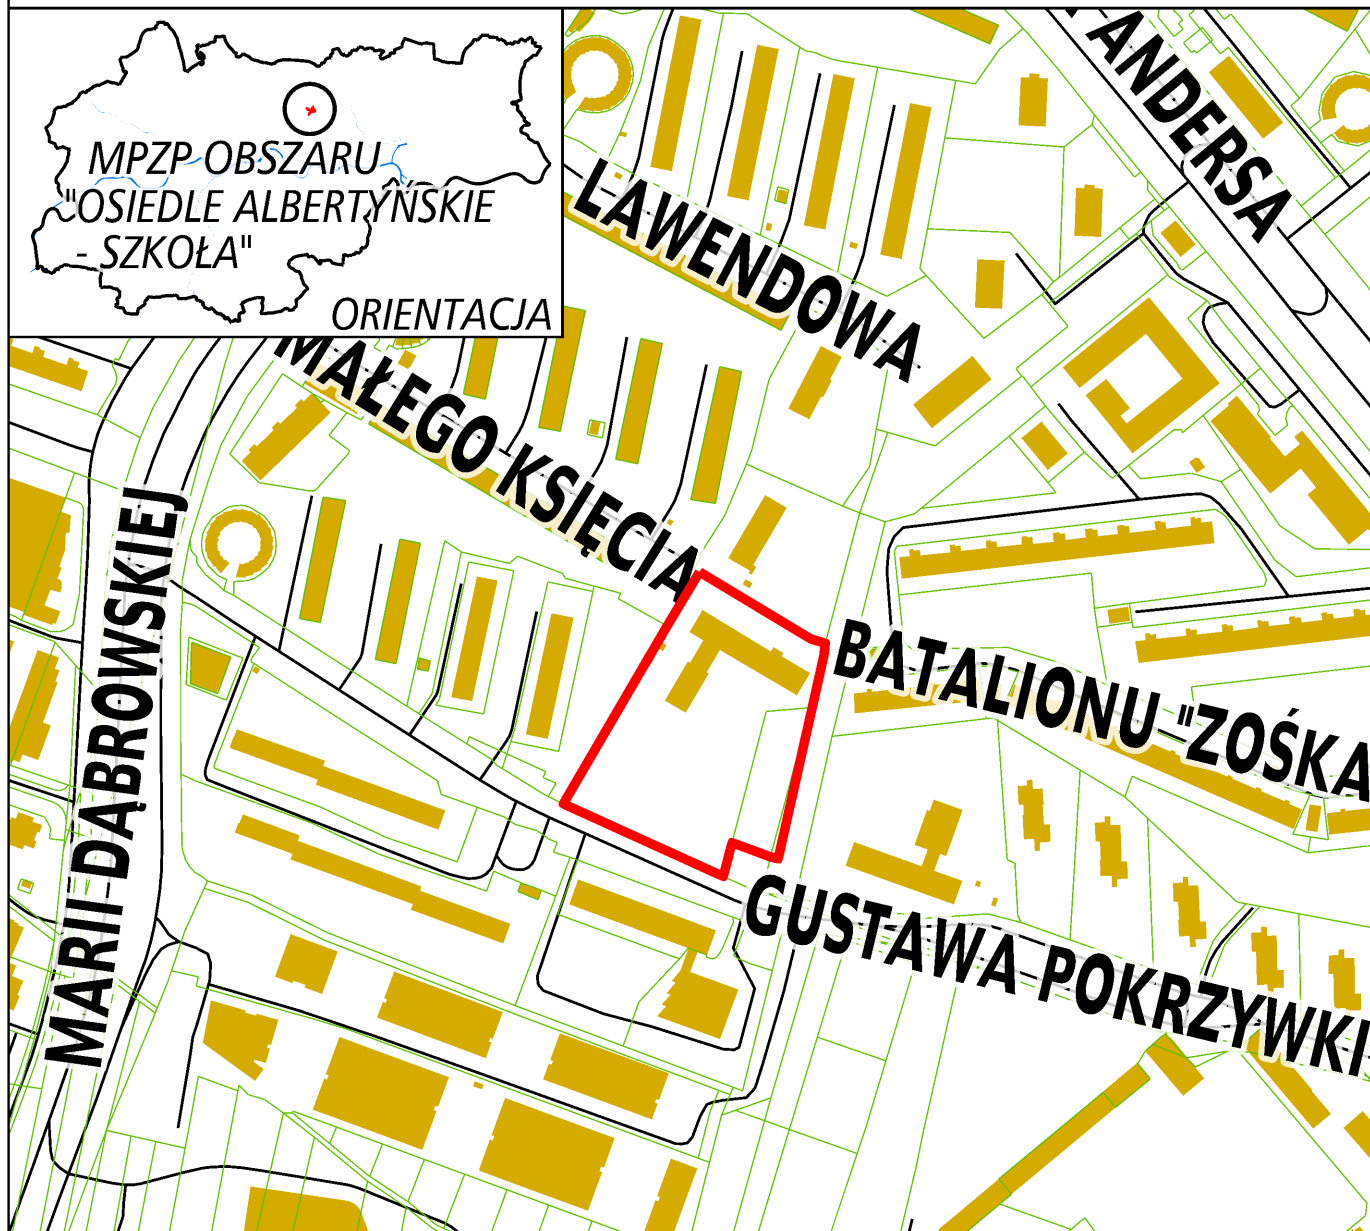 MPZP OBSZARU
"OSIEDLE ALBERTYŃSKIE
- SZKOŁA"
ORIENTACJA
ANDERSA
LAWENDOWA
MAŁEGO KSIĘCIA
MARII DĄBROWSKIEJ
BATALIONU "ZOŚKA
GUSTAWA POKRZYWKI